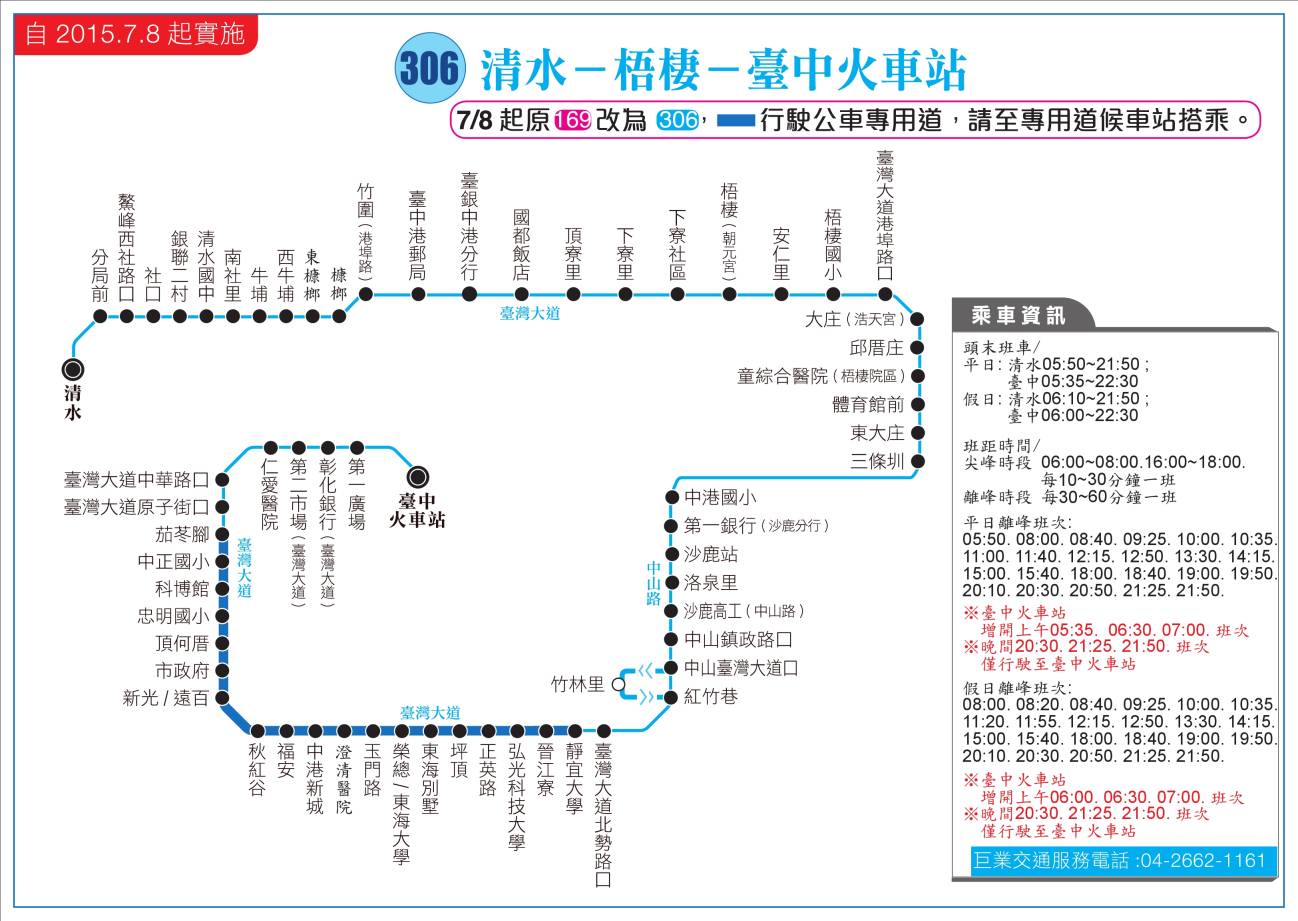 自 2015.7.8 起實施
306 清水－梧棲－臺中火車站
7/8 起原 169 改為 306，行駛公車專用道，請至專用道候車站搭乘。
清水
分局前
鰲峰西社路口
社口
銀聯二村
清水國中
南社里
牛埔
西牛埔
東槺榔
槺榔
竹圍（港埠路）
臺中港郵局
臺銀中港分行
國都飯店
頂寮里
下寮里
下寮社區
梧棲（朝元宮）
安仁里
梧棲國小
臺灣大道港埠路口
臺灣大道
大庄（浩天宮）
邱厝庄
童綜合醫院（梧棲院區）
體育館前
東大庄
三條圳
中港國小
第一銀行（沙鹿分行）
沙鹿站
洛泉里
沙鹿高工（中山路）
中山鎮政路口
中山臺灣大道口
紅竹巷
中山路
竹林里
臺灣大道北勢路口
靜宜大學
晉江寮
弘光科技大學
正英路
坪頂
東海別墅
榮總/東海大學
玉門路
澄清醫院
中港新城
福安
秋紅谷
臺灣大道
新光/遠百
市政府
頂何厝
忠明國小
科博館
中正國小
茄苳腳
臺灣大道原子街口
臺灣大道中華路口
臺灣大道
仁愛醫院
第二市場（臺灣大道）
彰化銀行（臺灣大道）
第一廣場
臺中
火車站
乘車資訊
頭末班車/
平日: 清水05:50~21:50 ;
臺中05:35~22:30
假日: 清水06:10~21:50 ;
臺中06:00~22:30
班距時間/
尖峰時段 06:00~08:00.16:00~18:00.
每10~30分鐘一班
離峰時段 每30~60分鐘一班
平日離峰班次:
05:50. 08:00. 08:40. 09:25. 10:00. 10:35.
11:00. 11:40. 12:15. 12:50. 13:30. 14:15.
15:00. 15:40. 18:00. 18:40. 19:00. 19:50.
20:10. 20:30. 20:50. 21:25. 21:50.
※臺中火車站
增開上午05:35. 06:30. 07:00. 班次
※晚間20:30. 21:25. 21:50. 班次
僅行駛至臺中火車站
假日離峰班次:
08:00. 08:20. 08:40. 09:25. 10:00. 10:35.
11:20. 11:55. 12:15. 12:50. 13:30. 14:15.
15:00. 15:40. 18:00. 18:40. 19:00. 19:50.
20:10. 20:30. 20:50. 21:25. 21:50.
※臺中火車站
增開上午06:00. 06:30. 07:00. 班次
※晚間20:30. 21:25. 21:50. 班次
僅行駛至臺中火車站
巨業交通服務電話 :04-2662-1161